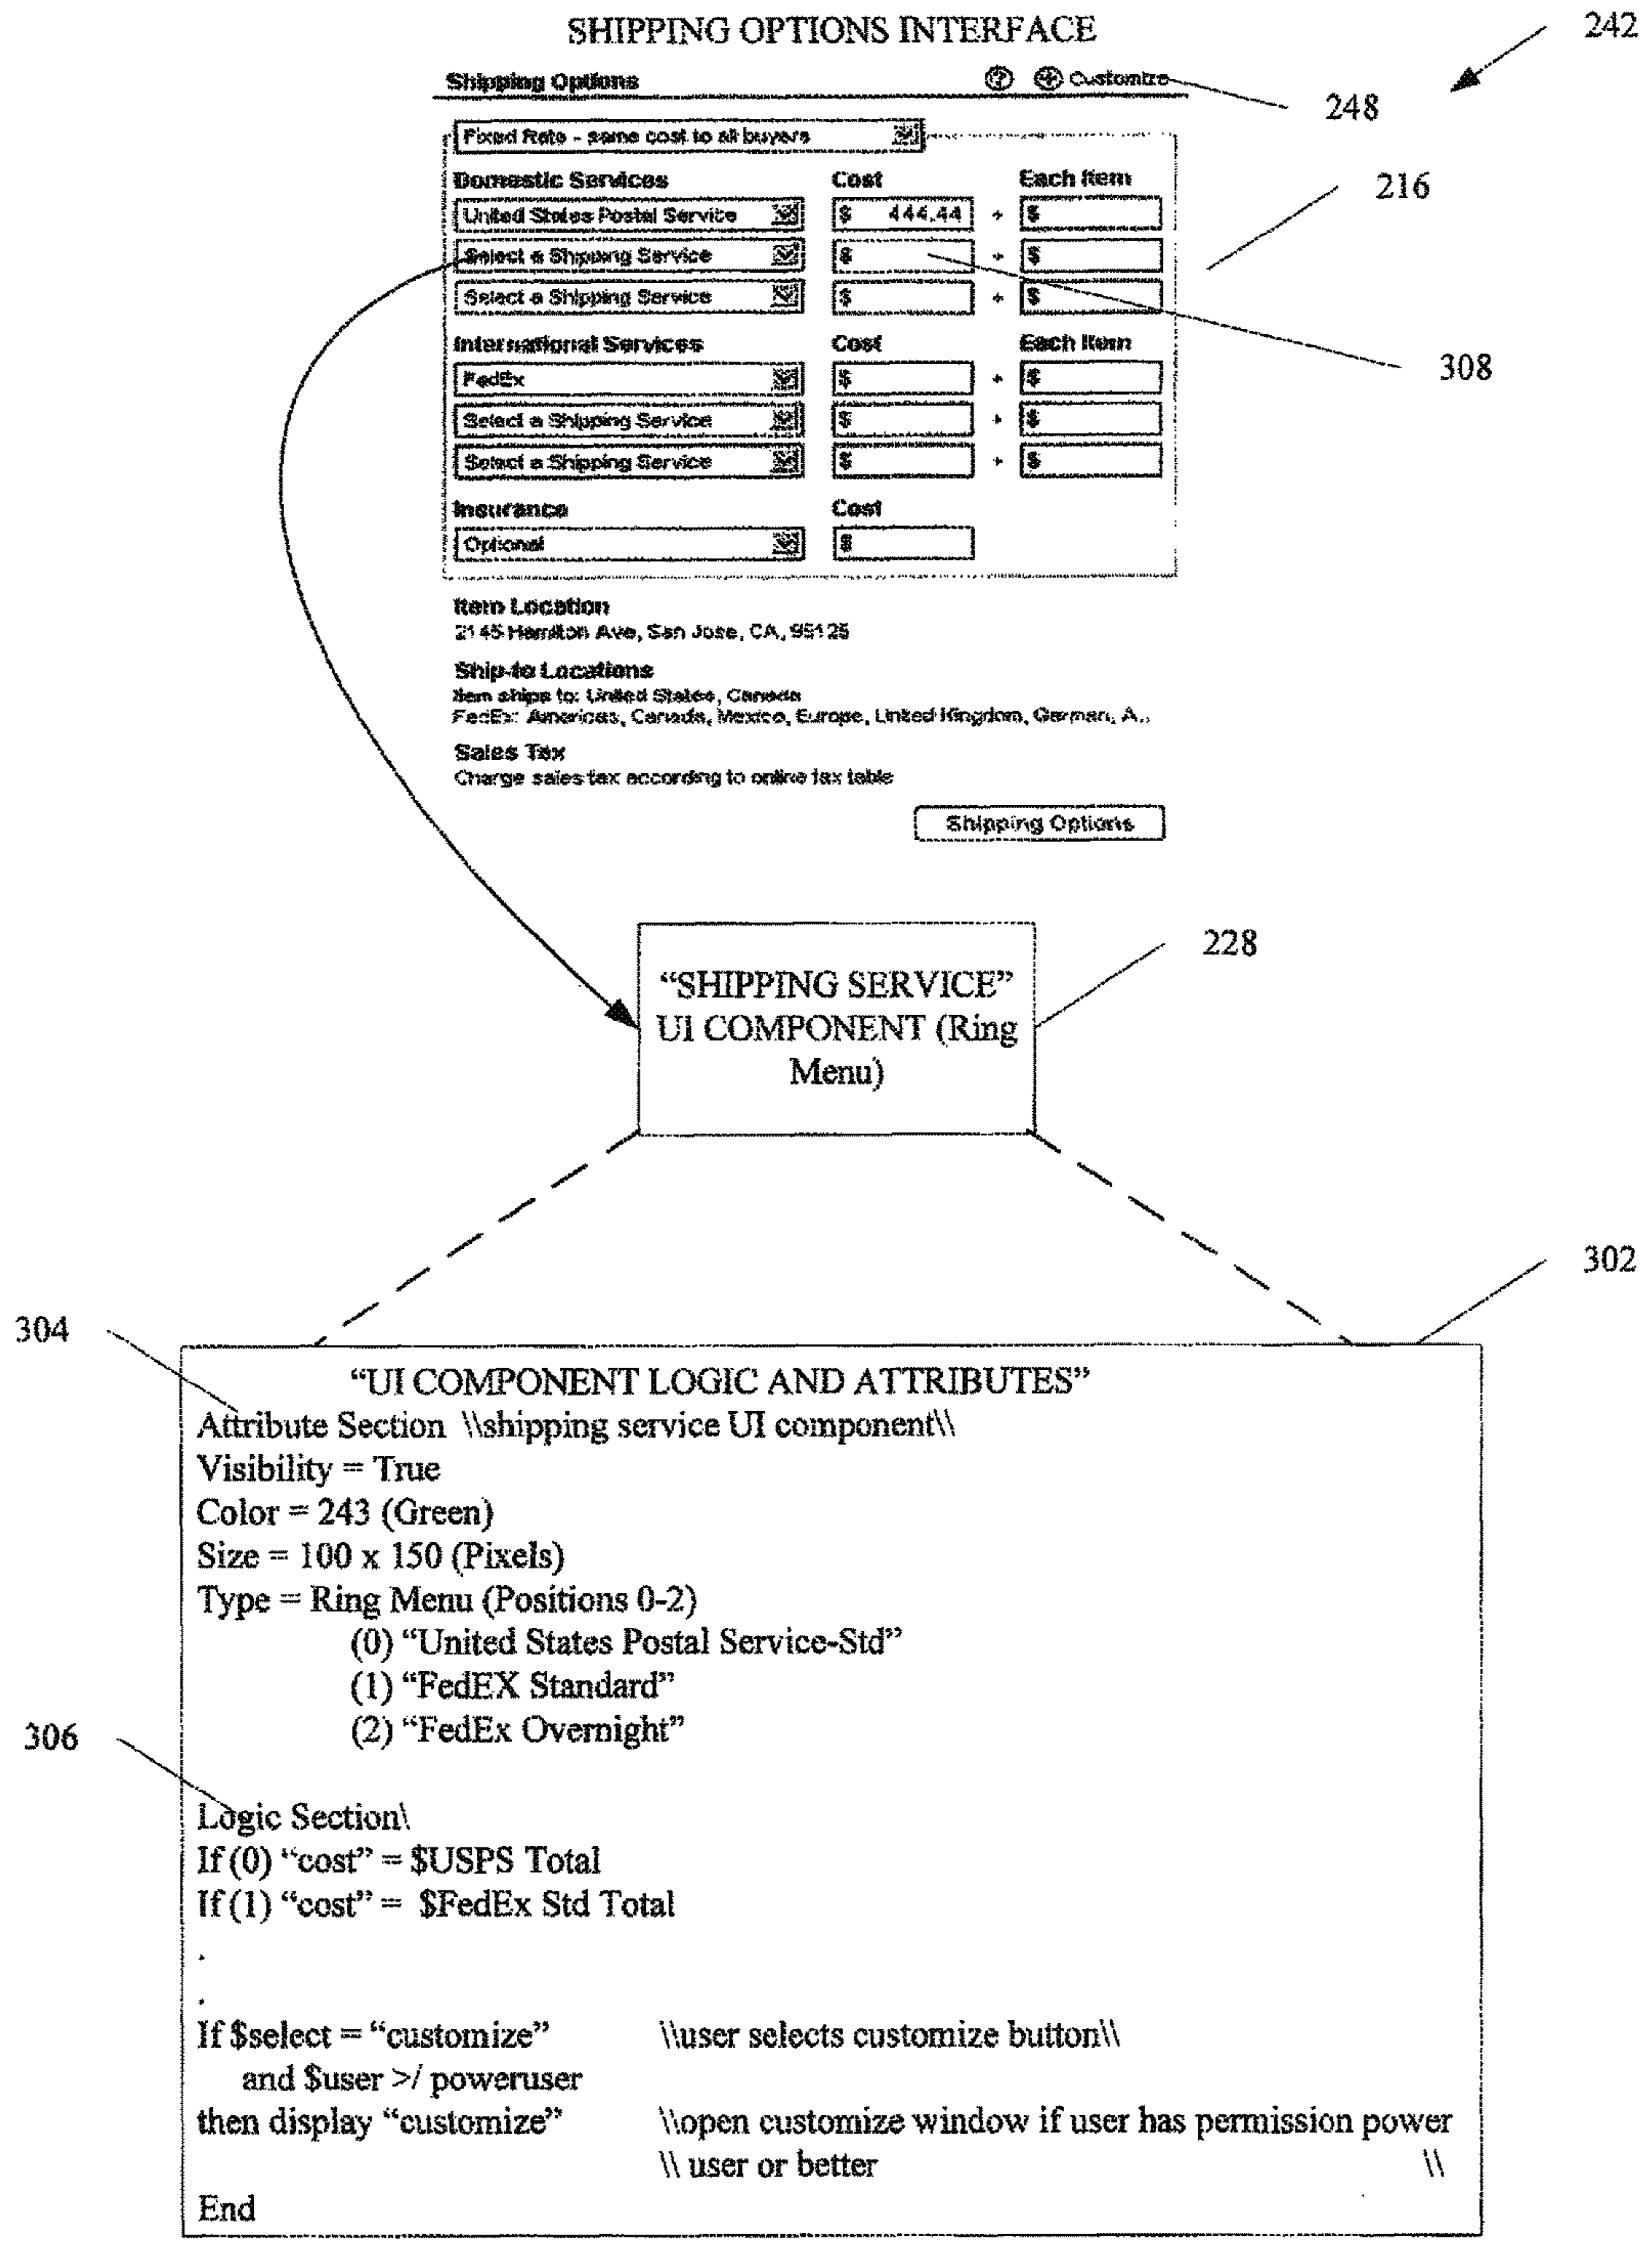 SHIPPING OPTIONS INTERFACE
242
Shipping Options ? Customize
248
Fixed Rate - same cost to all buyers
Domestic Services Cost Each Item
216
United States Postal Service $ 444.44 + $
Select a Shipping Service $ + $
Select a Shipping Service $ + $
International Services Cost Each Item
308
FedEx $ + $
Select a Shipping Service $ + $
Select a Shipping Service $ + $
Insurance Cost
Optional $
Item Location
2145 Hamilton Ave, San Jose, CA, 95125
Ship-to Locations
Item ships to: United States, Canada
FedEx: Americas, Canada, Mexico, Europe, United Kingdom, German, A..
Sales Tax
Charge sales tax according to online tax table
Shipping Options
228
“SHIPPING SERVICE”
UI COMPONENT (Ring
Menu)
302
304
“UI COMPONENT LOGIC AND ATTRIBUTES”
Attribute Section \\shipping service UI component\\
Visibility = True
Color = 243 (Green)
Size = 100 x 150 (Pixels)
Type = Ring Menu (Positions 0-2)
(0) “United States Postal Service-Std”
(1) “FedEX Standard”
(2) “FedEx Overnight”
306
Logic Section\
If (0) “cost” = $USPS Total
If (1) “cost” = $FedEx Std Total
.
.
If $select = “customize” \\user selects customize button\\
and $user >/ poweruser
then display “customize” \\open customize window if user has permission power
\\ user or better \\
End